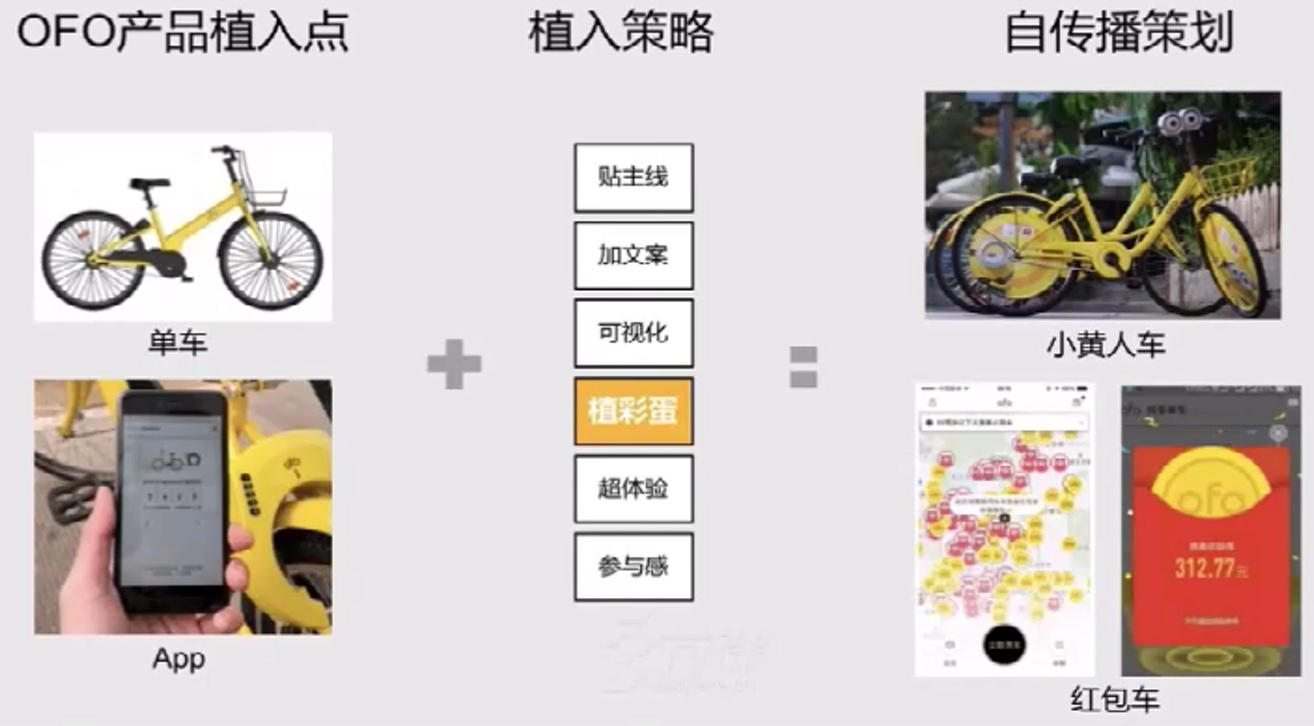 OFO产品植入点
植入策略
自传播策划
单车
App
贴主线
加文案
可视化
植彩蛋
超体验
参与感
小黄人车
ofo
ofo
312.77元
红包车